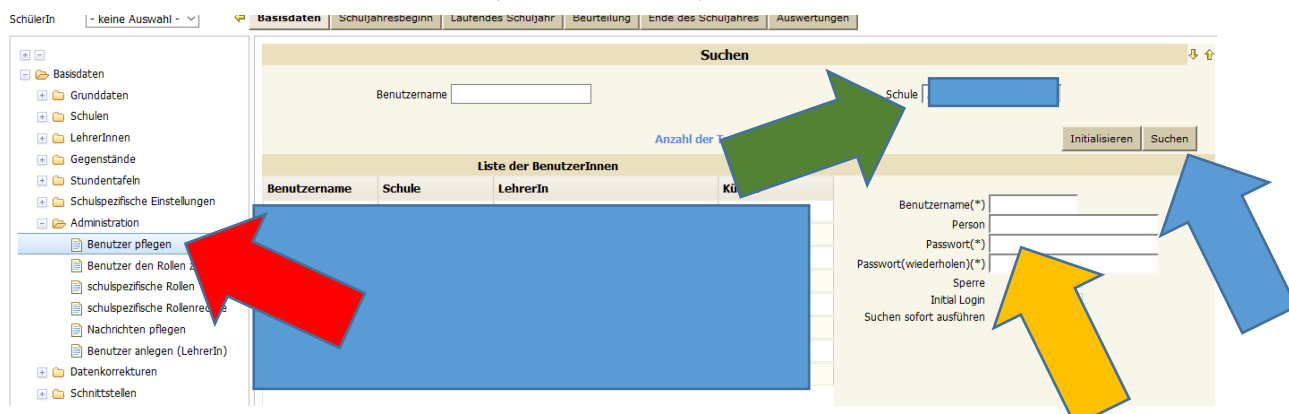 SchülerIn - keine Auswahl - Basisdaten Schuljahresbeginn Laufendes Schuljahr Beurteilung Ende des Schuljahres Auswertungen
Suchen
Basisdaten
Grunddaten
Benutzername Schule
Schulen
LehrerInnen
Anzahl der Initialisieren Suchen
Gegenstände
Liste der BenutzerInnen
Stundentafeln
Benutzername Schule LehrerIn
Schulspezifische Einstellungen
Benutzername(*)
Administration
Person
Benutzer pflegen
Passwort(*)
Benutzer den Rollen
Passwort(wiederholen)(*)
schulspezifische Rollen
Sperre
Initial Login
schulspezifische
Suchen sofort ausführen
Nachrichten pflegen
Benutzer anlegen (LehrerIn)
Datenkorrekturen
Schnittstellen